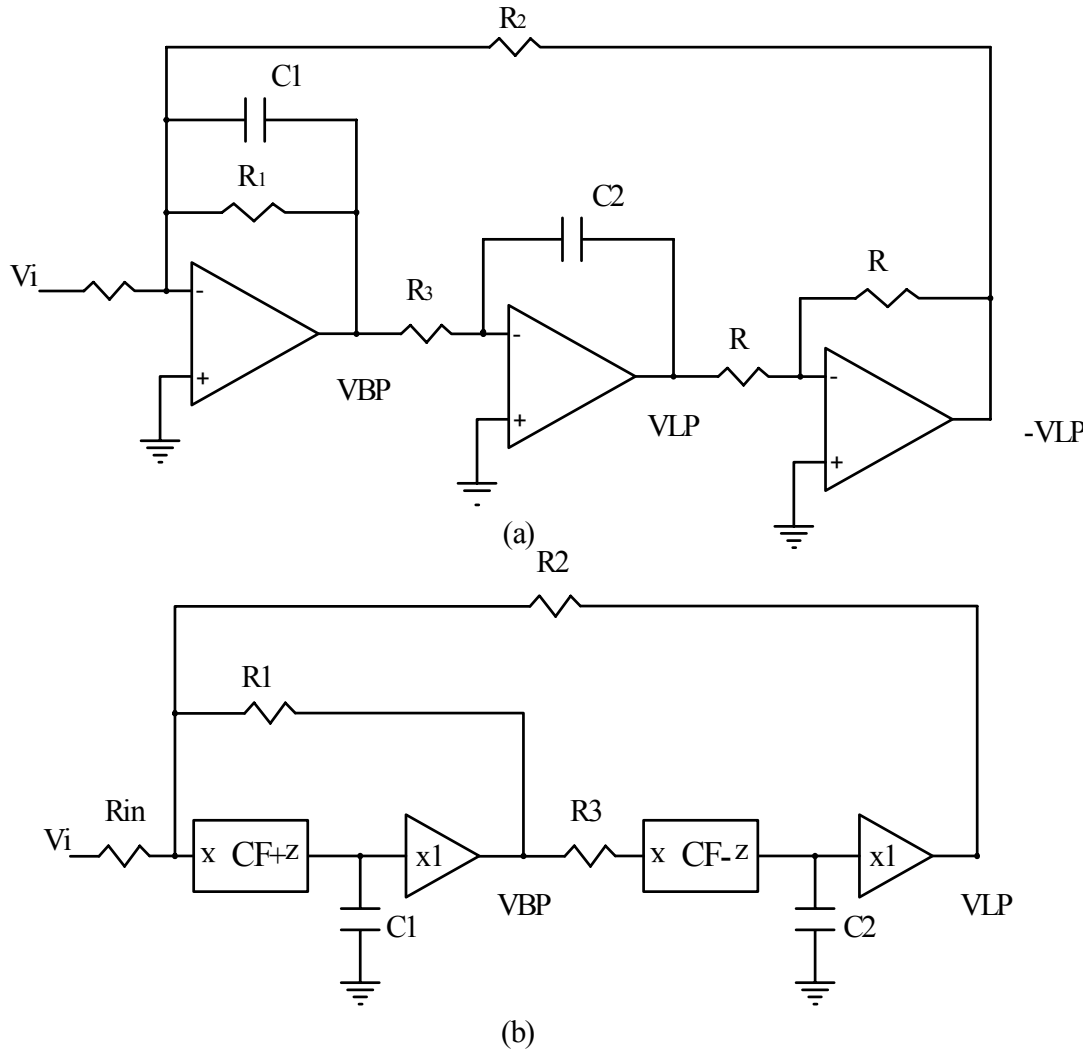 R2
C1
R1
C2
Vi
-
+
R3
-
+
R
R
-
+
VBP
VLP
-VLP
(a)
R2
R1
Rin
R3
Vi
x CF+ z
x1
x CF- z
x1
VBP
VLP
C1
C2
(b)